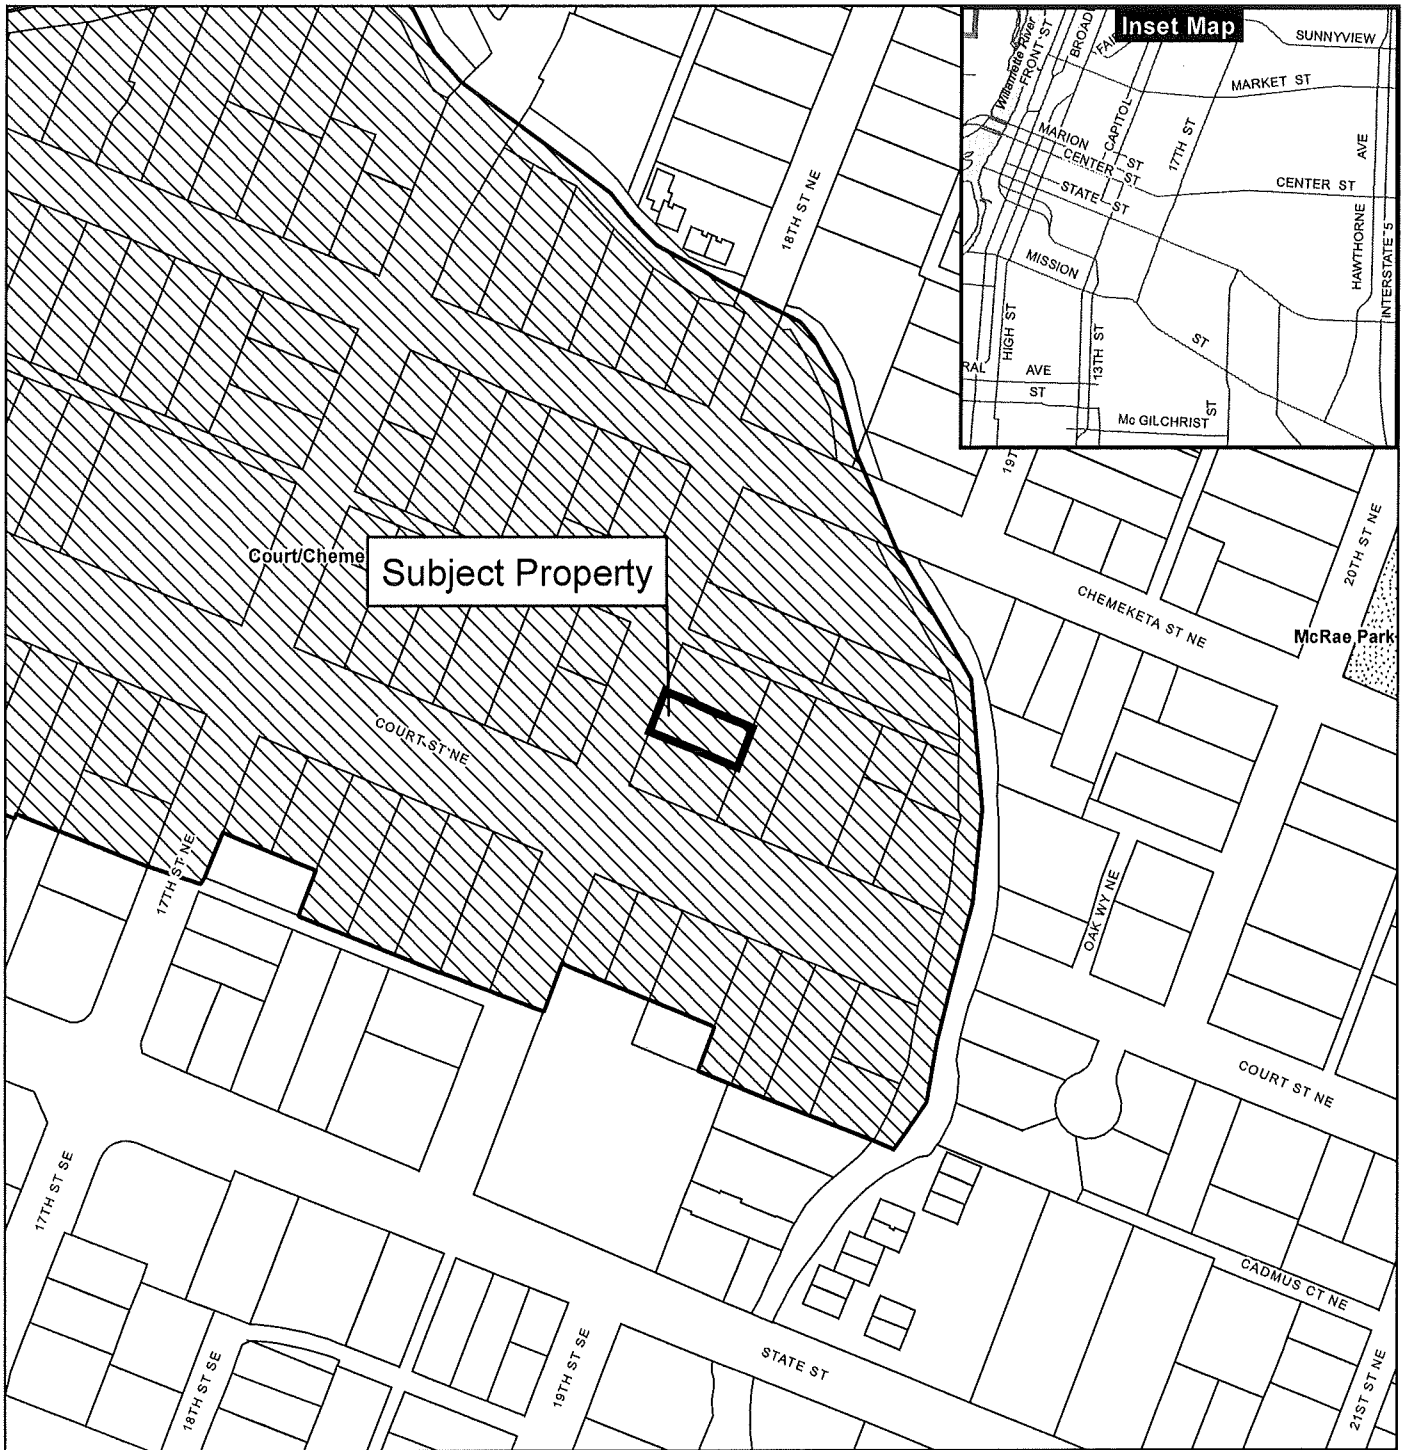 Inset Map
Willamette River
FRONT ST
BROAD
FAIR
CAPITOL
SUNNYVIEW
MARKET ST
17TH ST
AVE
MARION ST
CENTER ST
CENTER ST
STATE ST
HAWTHORNE
INTERSTATE 5
MISSION
ST
HIGH ST
13TH ST
RAL AVE
ST
ST
Mc GILCHRIST
18TH ST NE
19T
20TH ST NE
Court/Cheme
Subject Property
CHEMEKETA ST NE
McRae Park
COURT ST NE
17TH ST NE
OAK WY NE
COURT ST NE
17TH ST SE
CADMUS CT NE
STATE ST
18TH ST SE
19TH ST SE
21ST ST NE